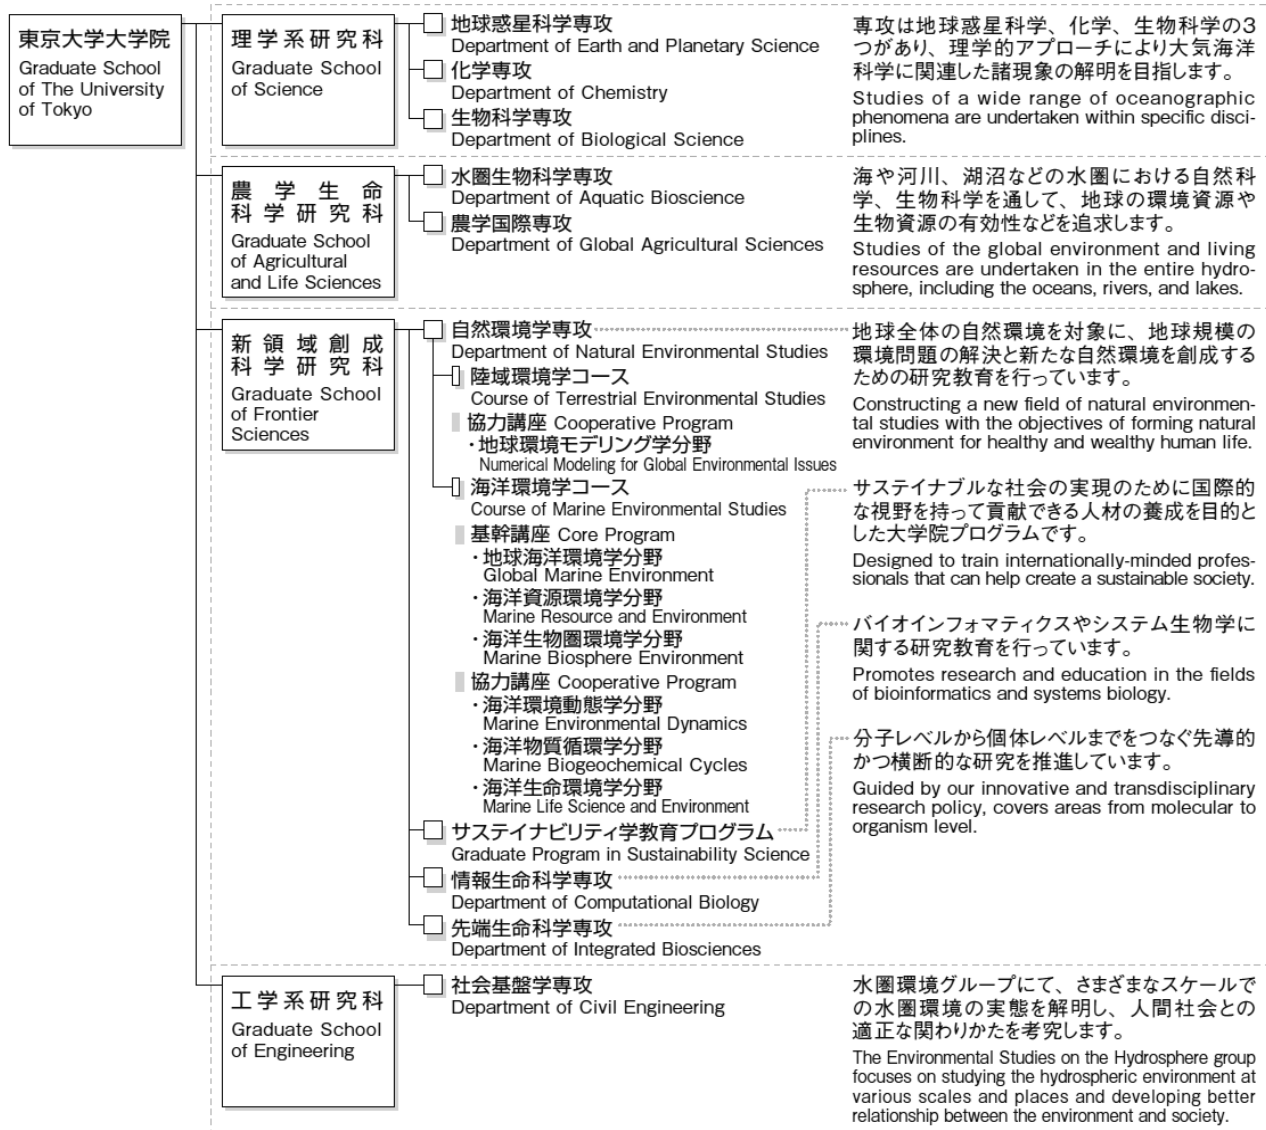 東京大学大学院
Graduate School
of The University
of Tokyo
理学系研究科
Graduate School
of Science
地球惑星科学専攻
Department of Earth and Planetary Science
化学専攻
Department of Chemistry
生物科学専攻
Department of Biological Science
専攻は地球惑星科学、化学、生物科学の3
つがあり、理学的アプローチにより大気海洋
科学に関連した諸現象の解明を目指します。
Studies of a wide range of oceanographic
phenomena are undertaken within specific disci-
plines.
農学生命
科学研究科
Graduate School
of Agricultural
and Life Sciences
水圏生物科学専攻
Department of Aquatic Bioscience
農学国際専攻
Department of Global Agricultural Sciences
海や河川、湖沼などの水圏における自然科
学、生物科学を通して、地球の環境資源や
生物資源の有効性などを追求します。
Studies of the global environment and living
resources are undertaken in the entire hydro-
sphere, including the oceans, rivers, and lakes.
新領域創成
科学研究科
Graduate School
of Frontier
Sciences
自然環境学専攻
Department of Natural Environmental Studies
陸域環境学コース
Course of Terrestrial Environmental Studies
協力講座 Cooperative Program
・地球環境モデリング学分野
Numerical Modeling for Global Environmental Issues
海洋環境学コース
Course of Marine Environmental Studies
基幹講座 Core Program
・地球海洋環境学分野
Global Marine Environment
・海洋資源環境学分野
Marine Resource and Environment
・海洋生物圏環境学分野
Marine Biosphere Environment
協力講座 Cooperative Program
・海洋環境動態学分野
Marine Environmental Dynamics
・海洋物質循環学分野
Marine Biogeochemical Cycles
・海洋生命環境学分野
Marine Life Science and Environment
サステイナビリティ学教育プログラム
Graduate Program in Sustainability Science
情報生命科学専攻
Department of Computational Biology
先端生命科学専攻
Department of Integrated Biosciences
地球全体の自然環境を対象に、地球規模の
環境問題の解決と新たな自然環境を創成する
ための研究教育を行っています。
Constructing a new field of natural environmen-
tal studies with the objectives of forming natural
environment for healthy and wealthy human life.
サステイナブルな社会の実現のために国際的
な視野を持って貢献できる人材の養成を目的と
した大学院プログラムです。
Designed to train internationally-minded profes-
sionals that can help create a sustainable society.
バイオインフォマティクスやシステム生物学に
関する研究教育を行っています。
Promotes research and education in the fields
of bioinformatics and systems biology.
分子レベルから個体レベルまでをつなぐ先導的
かつ横断的な研究を推進しています。
Guided by our innovative and transdisciplinary
research policy, covers areas from molecular to
organism level.
工学系研究科
Graduate School
of Engineering
社会基盤学専攻
Department of Civil Engineering
水圏環境グループにて、さまざまなスケールで
の水圏環境の実態を解明し、人間社会との
適正な関わりかたを考究します。
The Environmental Studies on the Hydrosphere group
focuses on studying the hydrospheric environment at
various scales and places and developing better
relationship between the environment and society.